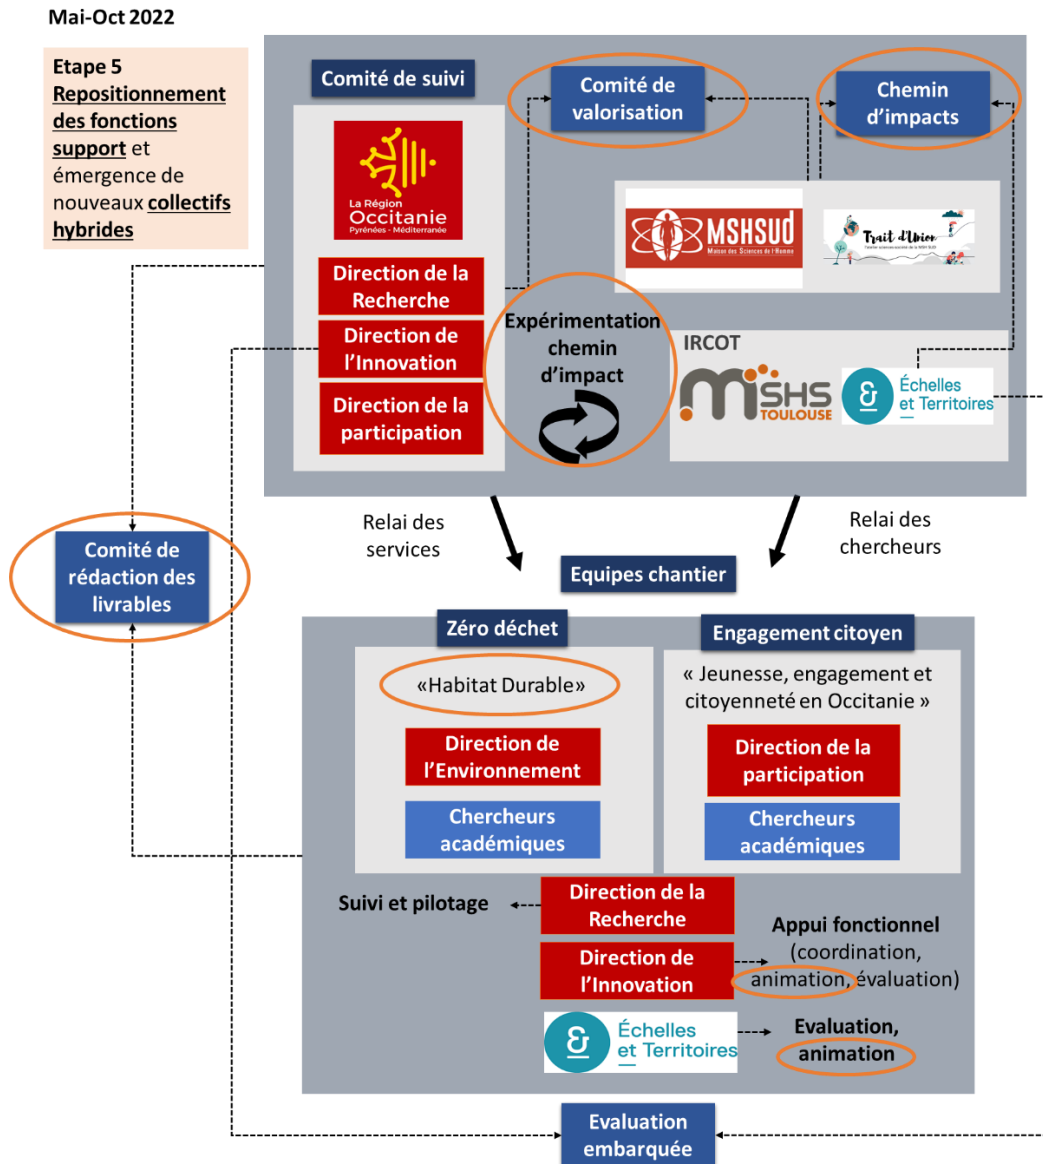 Mai-Oct 2022
Etape 5
Repositionnement
des fonctions
support et
émergence de
nouveaux collectifs
hybrides
Comité de suivi
La Région
Occitanie
Pyrénées - Méditerranée
Direction de la
Recherche
Direction de
l'Innovation
Direction de la
participation
Comité de
valorisation
Chemin
d'impacts
MSHSUD
Maison des Sciences de l'Homme
Trait d'Union
Expérimentation
chemin
d'impact
IRCOT
MSHS
TOULOUSE
&
Échelles
et Territoires
Relai des
services
Relai des
chercheurs
Comité de
rédaction des
livrables
Equipes chantier
Zéro déchet
«Habitat Durable»
Direction de
l'Environnement
Chercheurs
académiques
Engagement citoyen
« Jeunesse, engagement et
citoyenneté en Occitanie »
Direction de la
participation
Chercheurs
académiques
Suivi et pilotage
Direction de la
Recherche
Direction de
l'Innovation
Appui fonctionnel
(coordination,
animation, évaluation)
&
Échelles
et Territoires
Evaluation,
animation
Evaluation
embarquée